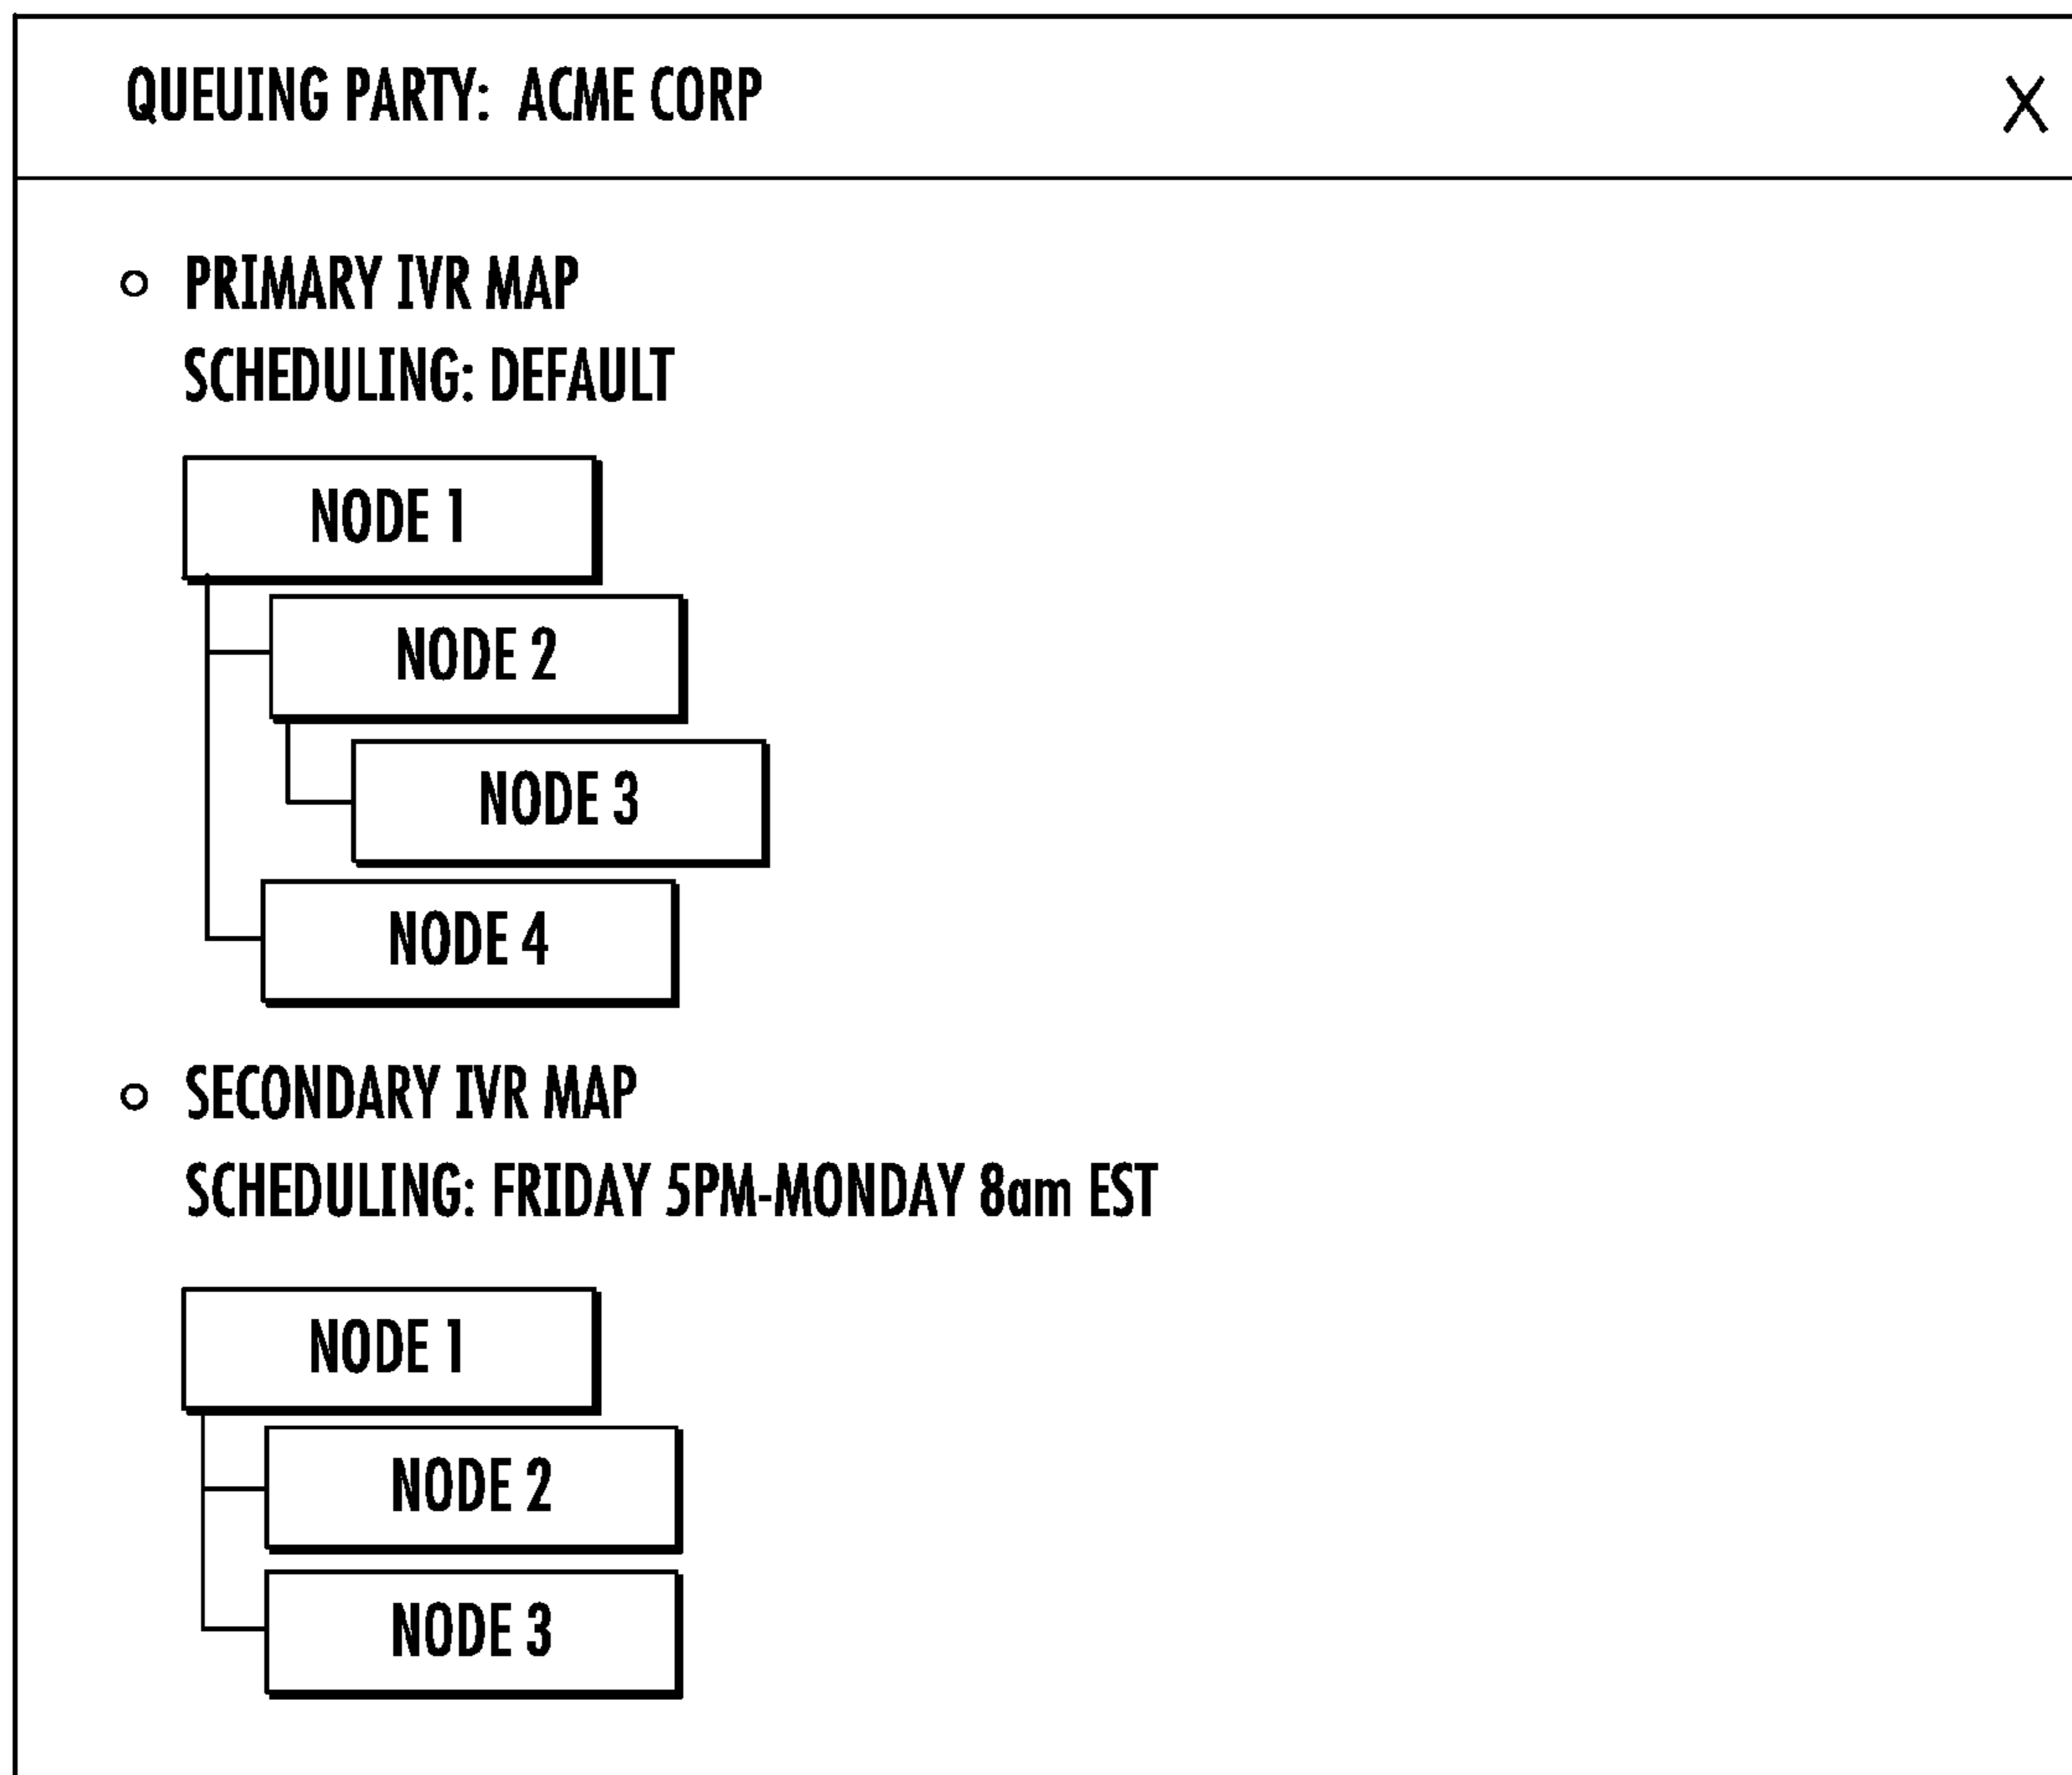 QUEUING PARTY: ACME CORP X
PRIMARY IVR MAP
SCHEDULING: DEFAULT
NODE 1
NODE 2
NODE 3
NODE 4
SECONDARY IVR MAP
SCHEDULING: FRIDAY 5PM-MONDAY 8am EST
NODE 1
NODE 2
NODE 3